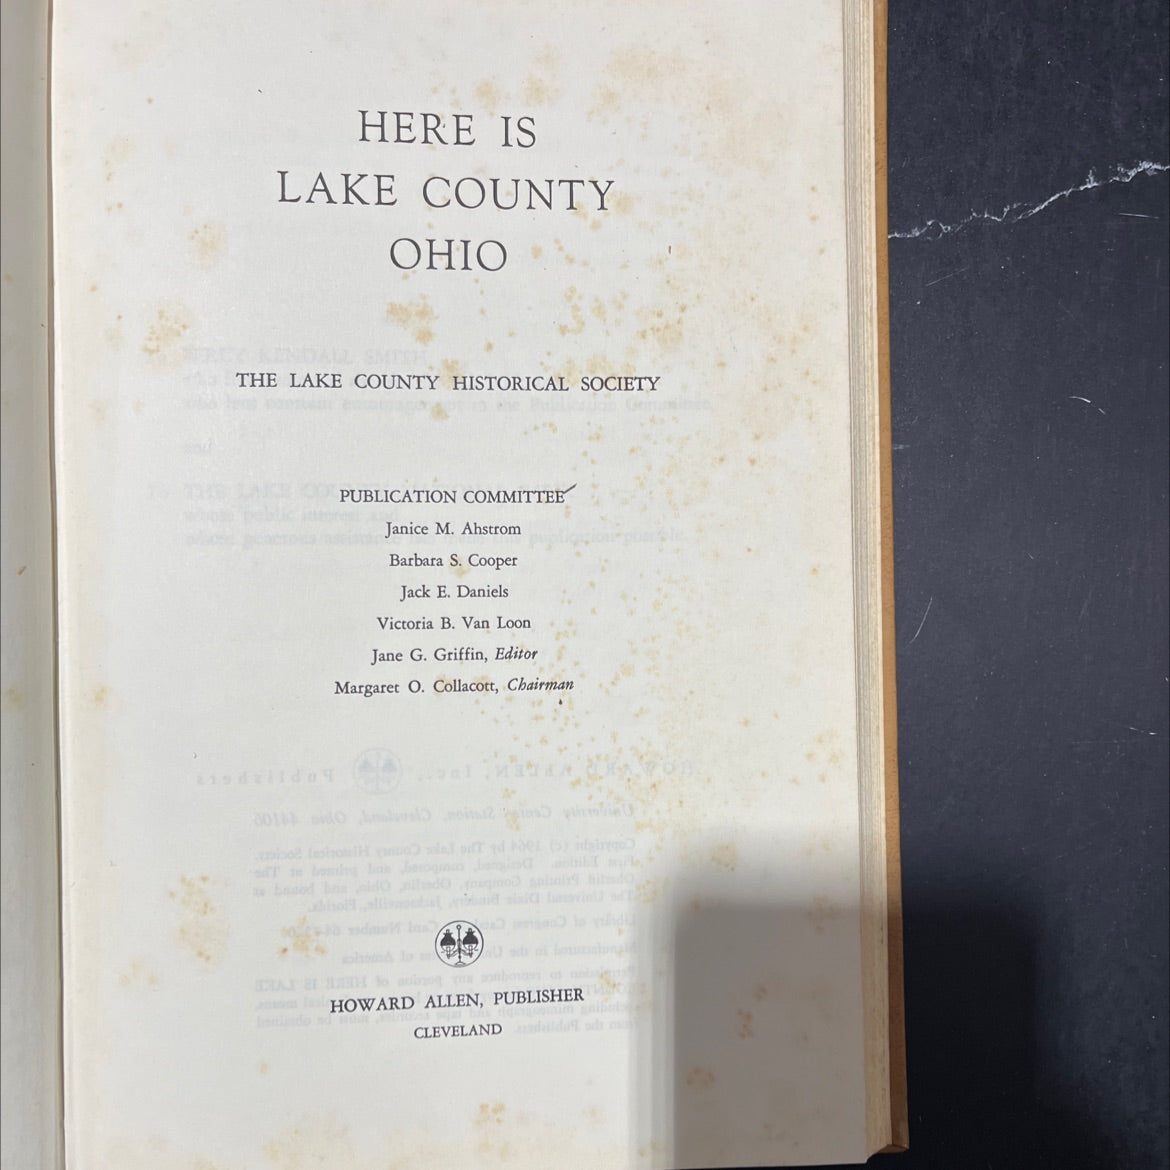 HERE IS
LAKE COUNTY
OHIO
THE LAKE COUNTY HISTORICAL SOCIETY
PUBLICATION COMMITTEE
Janice M. Ahstrom
Barbara S. Cooper
Jack E. Daniels
Victoria B. Van Loon
Jane G. Griffin, Editor
Margaret O. Collacott, Chairman
HOWARD ALLEN, PUBLISHER
CLEVELAND